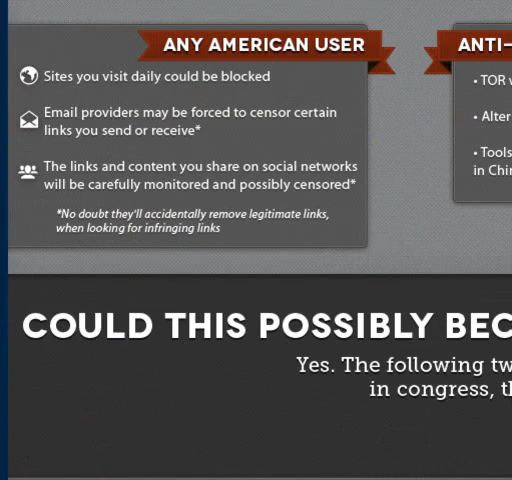 ANY AMERICAN USER
Sites you visit daily could be blocked
Email providers may be forced to censor certain
links you send or receive*
The links and content you share on social networks
will be carefully monitored and possibly censored*
*No doubt they'll accidentally remove legitimate links,
when looking for infringing links
ANTI-
• TOR
• Alter
• Tools
in Chi
COULD THIS POSSIBLY BEC
Yes. The following tw
in congress, t